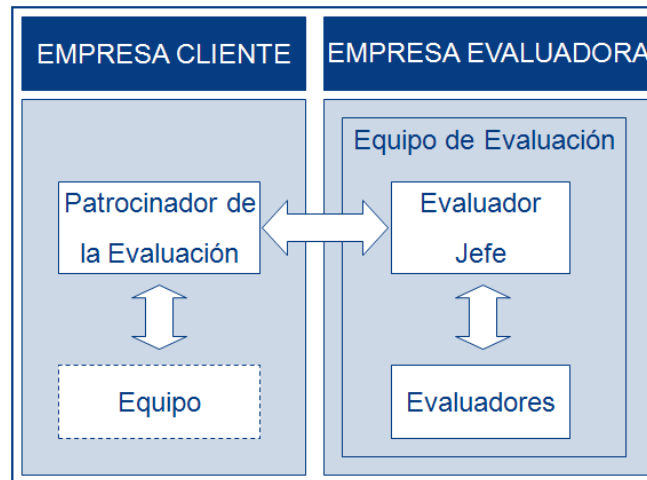 EMPRESA CLIENTE
EMPRESA EVALUADORA
Equipo de Evaluación
Patrocinador de
la Evaluación
Evaluador
Jefe
Equipo
Evaluadores